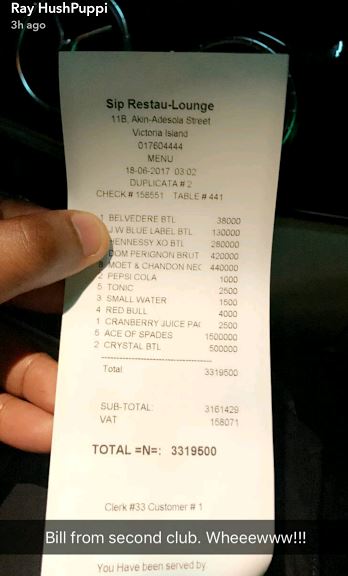 Ray HushPuppi
3h ago
Sip Restau-Lounge
11B, Akin-Adesola Street
Victoria Island
017604444
MENU
18-06-2017 03:02
DUPLICATA # 2
CHECK # 158551 TABLE # 441
1 BELVEDERE BTL 38000
J.W BLUE LABEL BTL 130000
HENNESSY XO BTL 280000
DOM PERIGNON BRUT 420000
8 MOET & CHANDON NEC 440000
2 PEPSI COLA 1000
5 TONIC 2500
3 SMALL WATER 1500
4 RED BULL 4000
1 CRANBERRY JUICE PAC 2500
6 ACE OF SPADES 1500000
2 CRYSTAL BTL 500000
Total 3319500
SUB-TOTAL: 3161429
VAT 158071
TOTAL =N=: 3319500
Clerk #33 Customer # 1
Bill from second club. Wheeewww!!!
You Have been served by